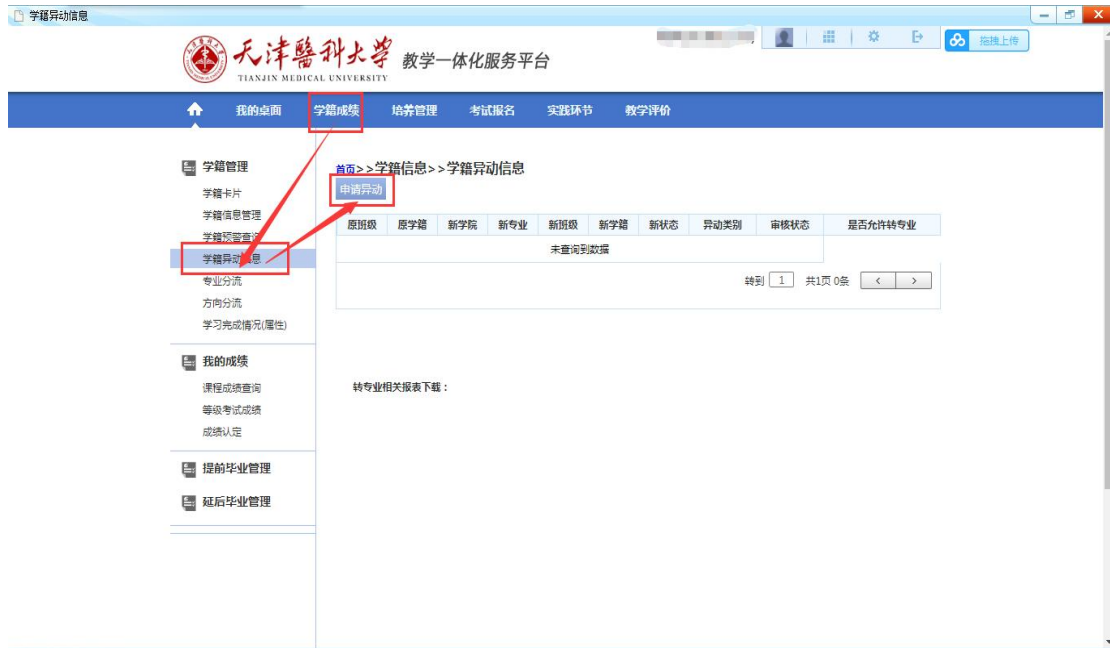 学籍异动信息
天津醫科大学 教学一体化服务平台
TIANJIN MEDICAL UNIVERSITY
拖拽上传
我的桌面 学籍成绩 培养管理 考试报名 实践环节 教学评价
学籍管理
学籍卡片
学籍信息管理
学籍预警查询
学籍异动信息
专业分流
方向分流
学习完成情况(属性)
我的成绩
课程成绩查询
等级考试成绩
成绩认定
提前毕业管理
延后毕业管理
首页>>学籍信息>>学籍异动信息
申请异动
原班级 原学籍 新学院 新专业 新班级 新学籍 新状态 异动类别 审核状态 是否允许转专业
未查询到数据
转到 1 共1页 0条 < >
转专业相关报表下载：